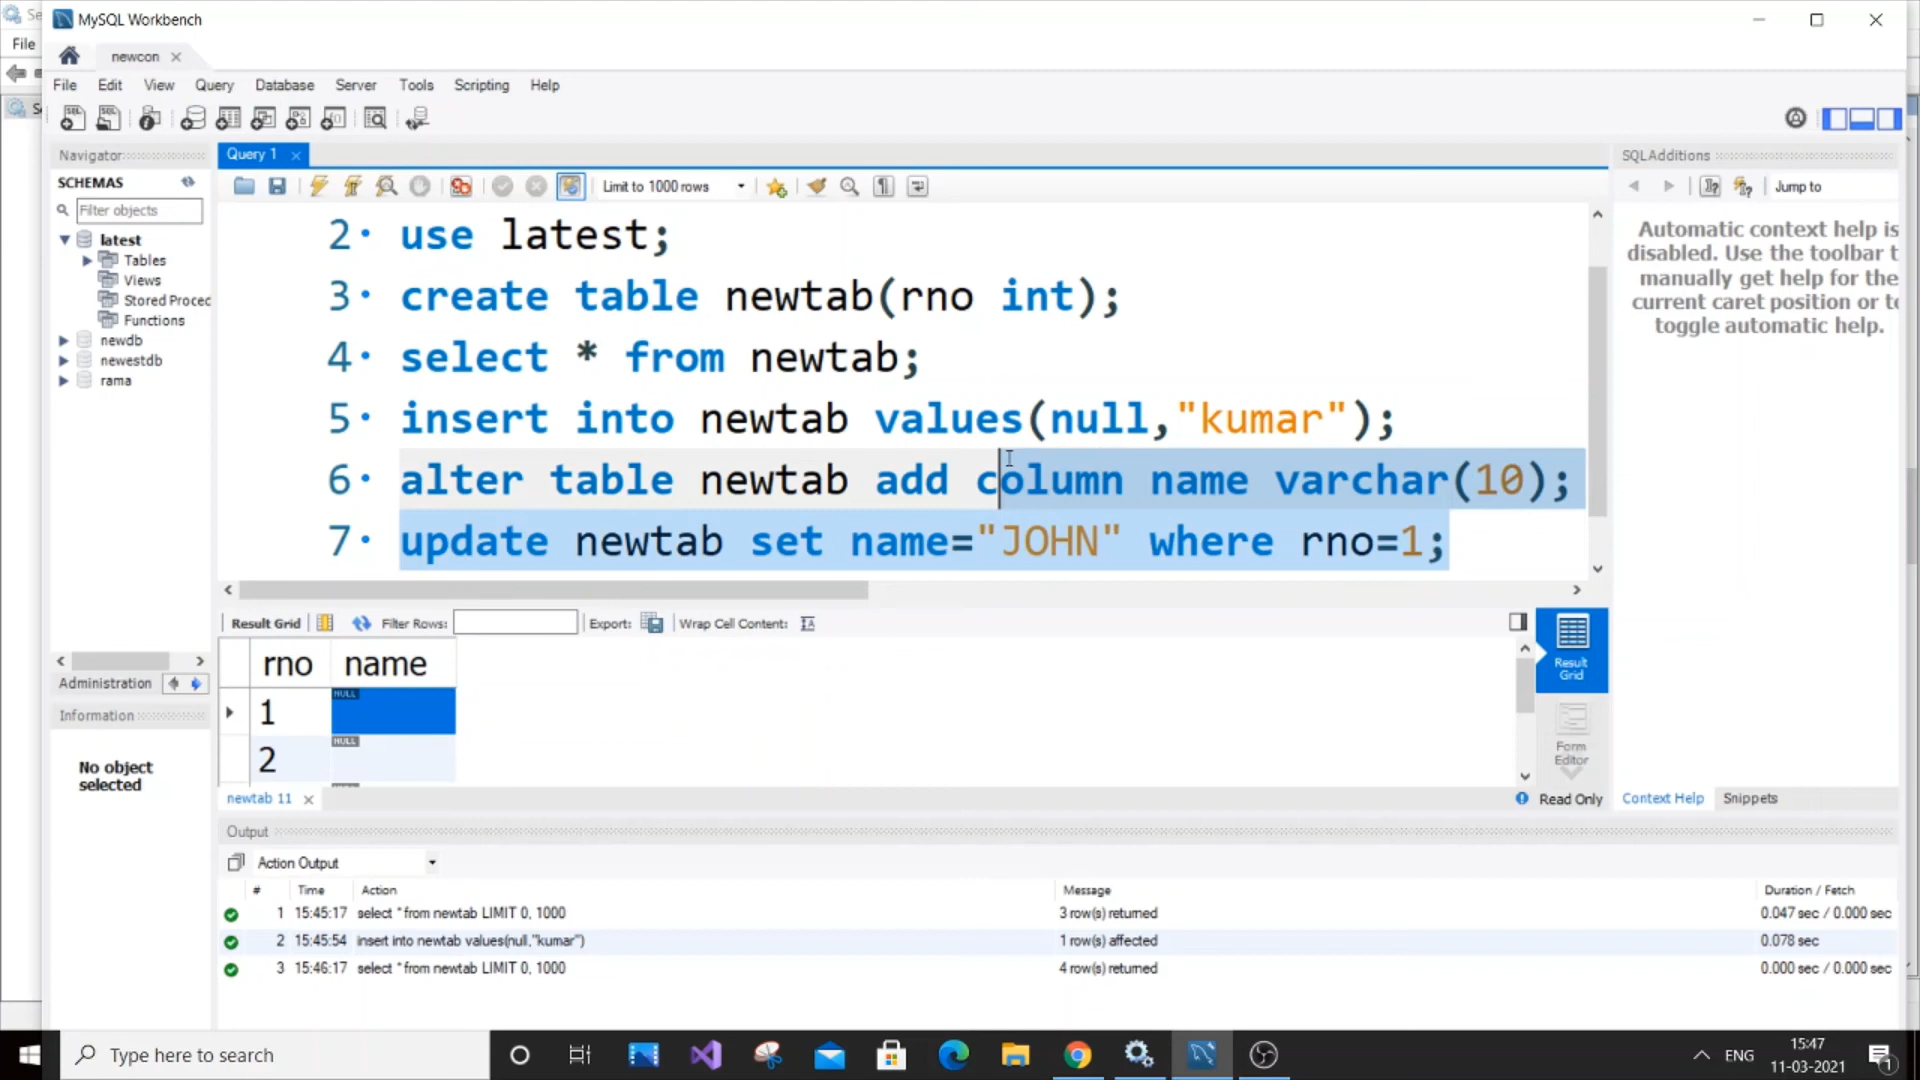 Se
MySQL Workbench
File
newcon
File Edit View Query Database Server Tools Scripting Help
Navigator
Query 1
SQLAdditions
SCHEMAS
Limit to 1000 rows
Jump to
Filter objects
latest
Tables
Views
Stored Proced
Functions
newdb
newestdb
rama
2 use latest;
3 create table newtab(rno int);
4 select * from newtab;
5 insert into newtab values(null,"kumar");
6 alter table newtab add column name varchar(10);
7 update newtab set name="JOHN" where rno=1;
Automatic context help is
disabled. Use the toolbar t
manually get help for the
current caret position or to
toggle automatic help.
Result Grid Filter Rows: Export: Wrap Cell Content:
rno name
1 NULL
2 NULL
Result
Grid
Form
Editor
Administration
Information
No object
selected
newtab 11
Read Only
Context Help Snippets
Output
Action Output
# Time Action Message Duration / Fetch
1 15:45:17 select * from newtab LIMIT 0, 1000 3 row(s) returned 0.047 sec / 0.000 sec
2 15:45:54 insert into newtab values(null,"kumar") 1 row(s) affected 0.078 sec
3 15:46:17 select * from newtab LIMIT 0, 1000 4 row(s) returned 0.000 sec / 0.000 sec
Type here to search
ENG
15:47
11-03-2021
1